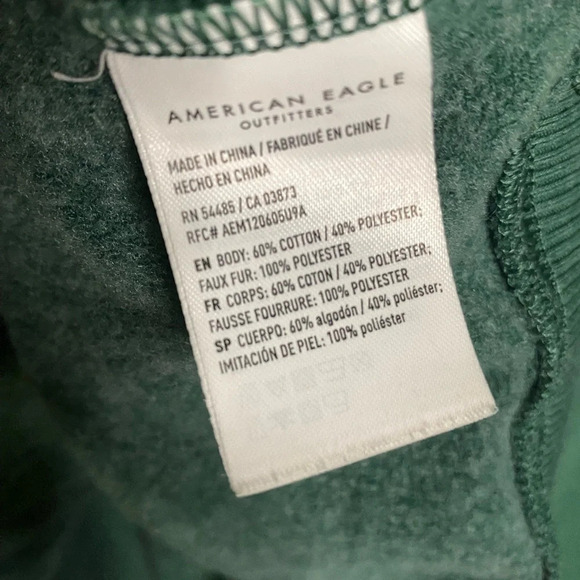 AMERICAN EAGLE
OUTFITTERS
MADE IN CHINA / FABRIQUÉ EN CHINE /
HECHO EN CHINA
RN 54485 / CA 03873
RFC# AEM120605U9A
EN BODY: 60% COTTON / 40% POLYESTER;
FAUX FUR: 100% POLYESTER
FR CORPS: 60% COTON / 40% POLYESTER;
FAUSSE FOURRURE: 100% POLYESTER
SP CUERPO: 60% algodón / 40% poliéster;
IMITACIÓN DE PIEL: 100% poliéster